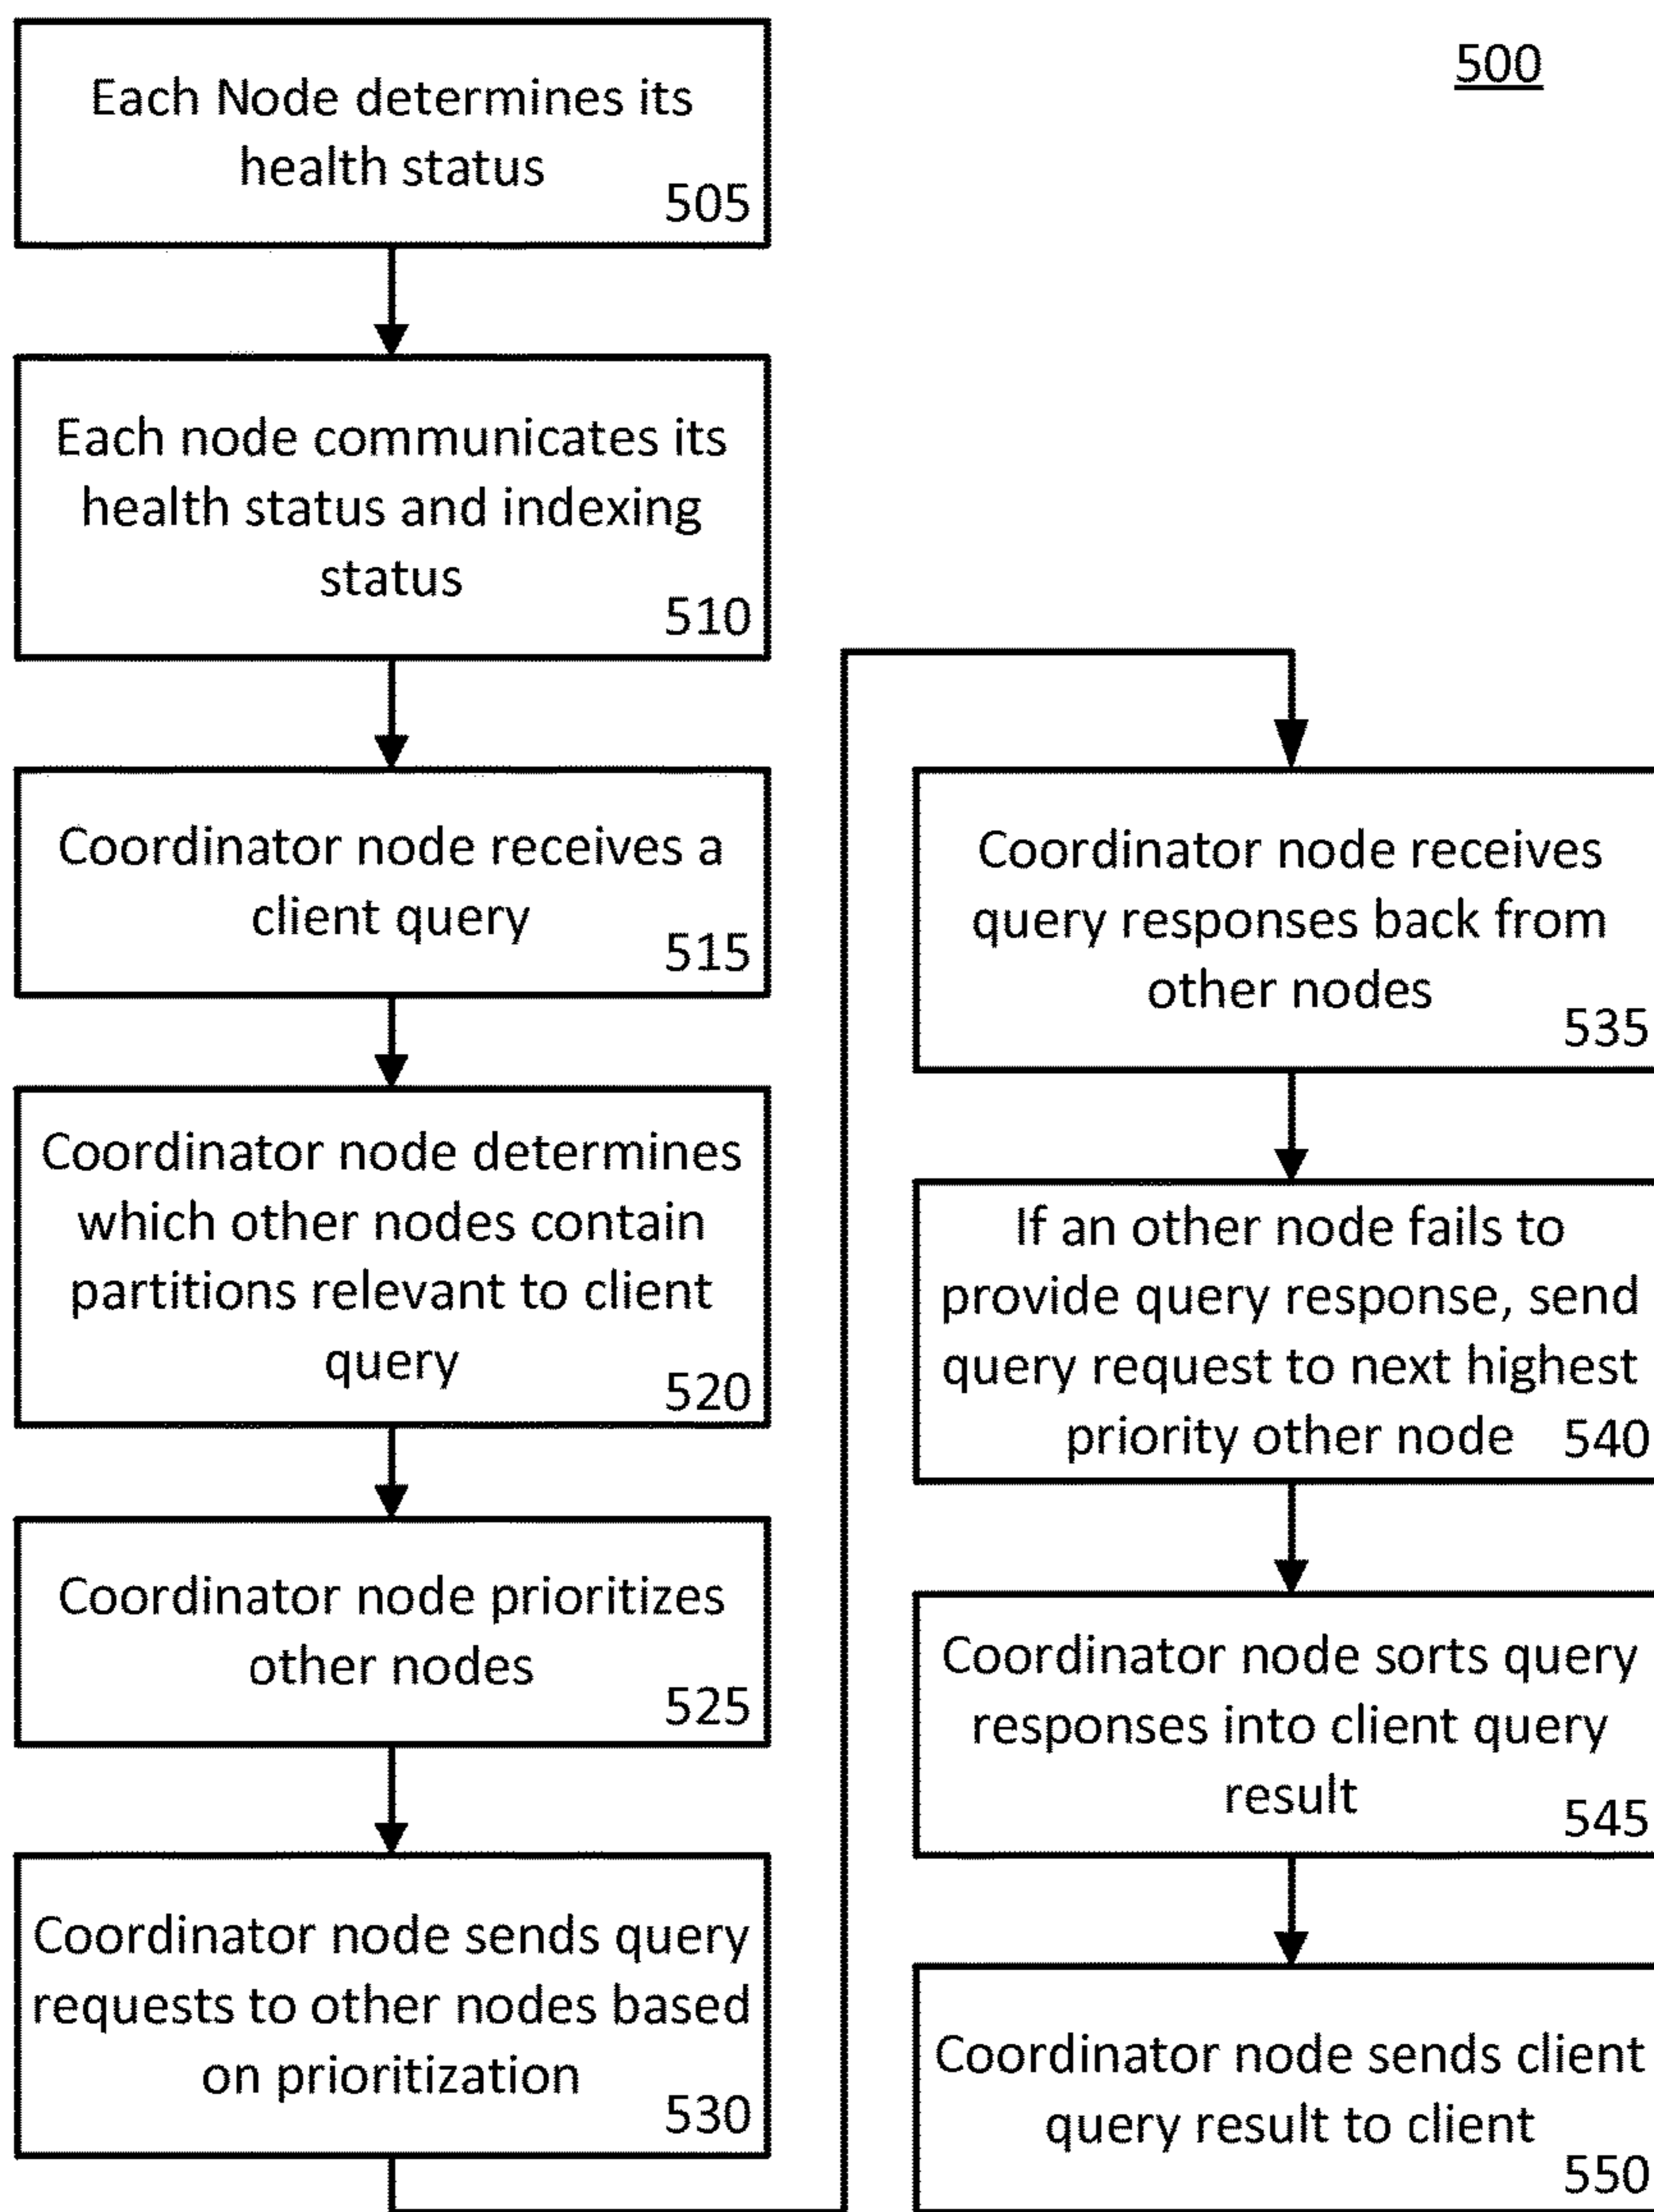 500
Each Node determines its
health status
505
Each node communicates its
health status and indexing
status
510
Coordinator node receives a
client query
515
Coordinator node determines
which other nodes contain
partitions relevant to client
query
520
Coordinator node prioritizes
other nodes
525
Coordinator node sends query
requests to other nodes based
on prioritization
530
Coordinator node receives
query responses back from
other nodes
535
If an other node fails to
provide query response, send
query request to next highest
priority other node 540
Coordinator node sorts query
responses into client query
result
545
Coordinator node sends client
query result to client
550